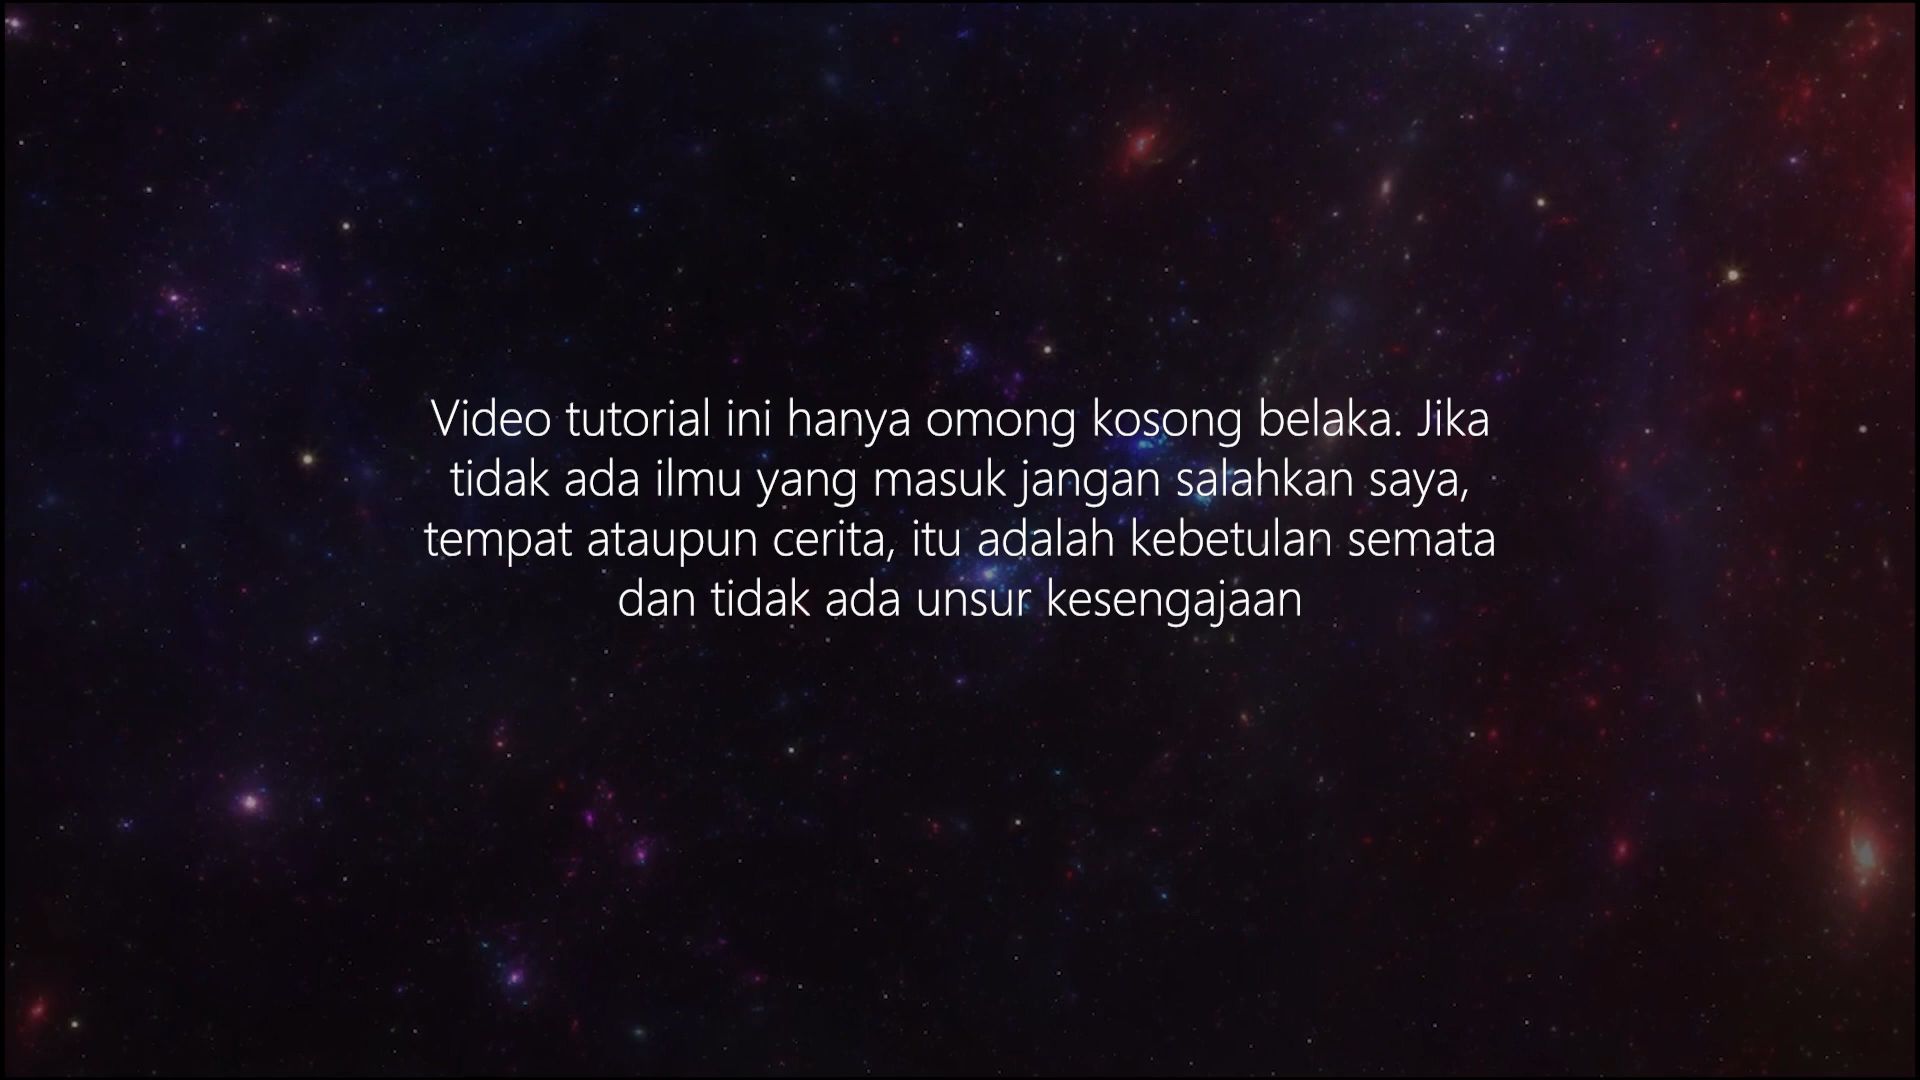 Video tutorial ini hanya omong kosong belaka. Jika
tidak ada ilmu yang masuk jangan salahkan saya,
tempat ataupun cerita, itu adalah kebetulan semata
dan tidak ada unsur kesengajaan